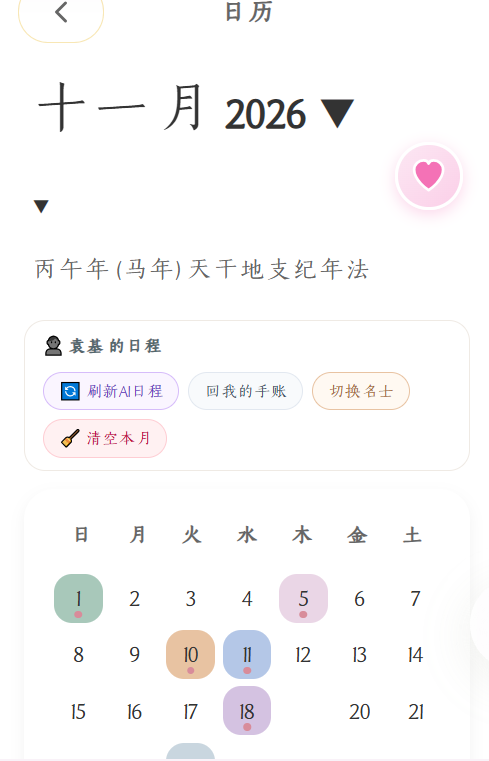 日历
十一月 2026 ▼
▼
丙午年 (马年) 天干地支纪年法
袁基 的日程
刷新AI日程 回我的手账 切换名士
清空本月
日 月 火 水 木 金 土
1 2 3 4 5 6 7
8 9 10 11 12 13 14
15 16 17 18 20 21